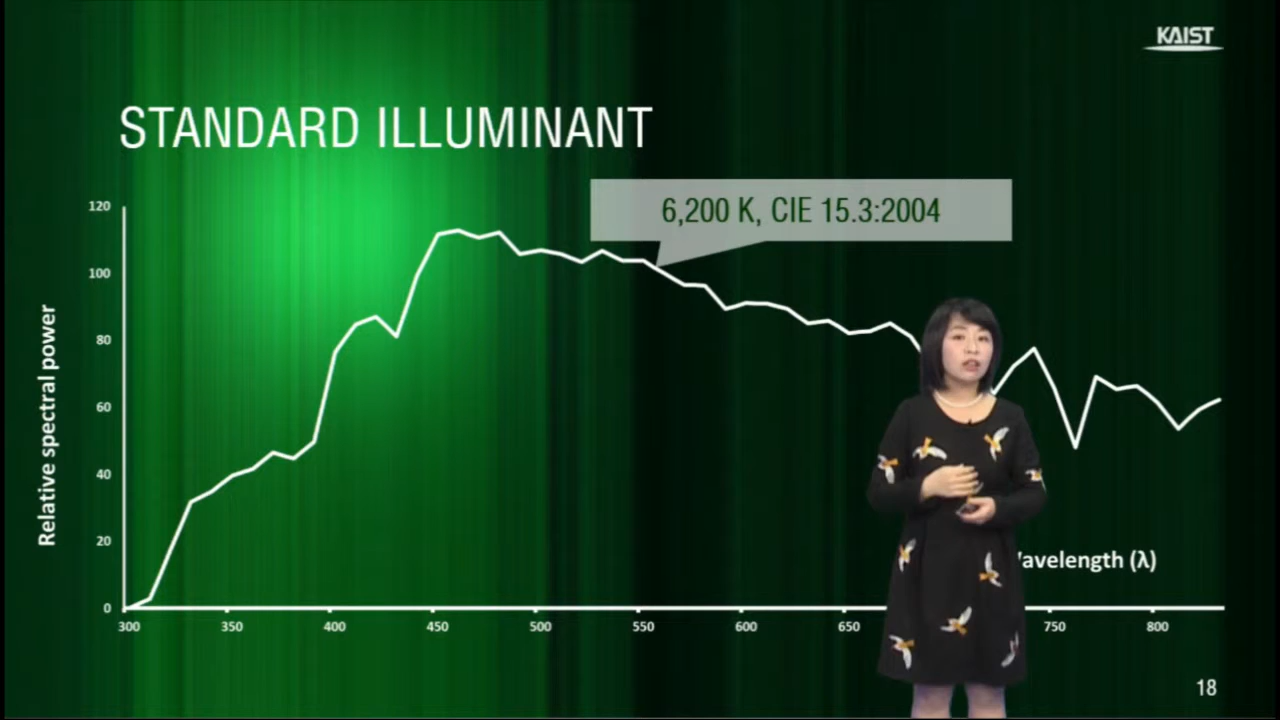 KAIST
STANDARD ILLUMINANT
6,200 K, CIE 15.3:2004
120
100
80
60
40
20
0
Relative spectral power
300 350 400 450 500 550 600 650 750 800
avelength (λ)
18